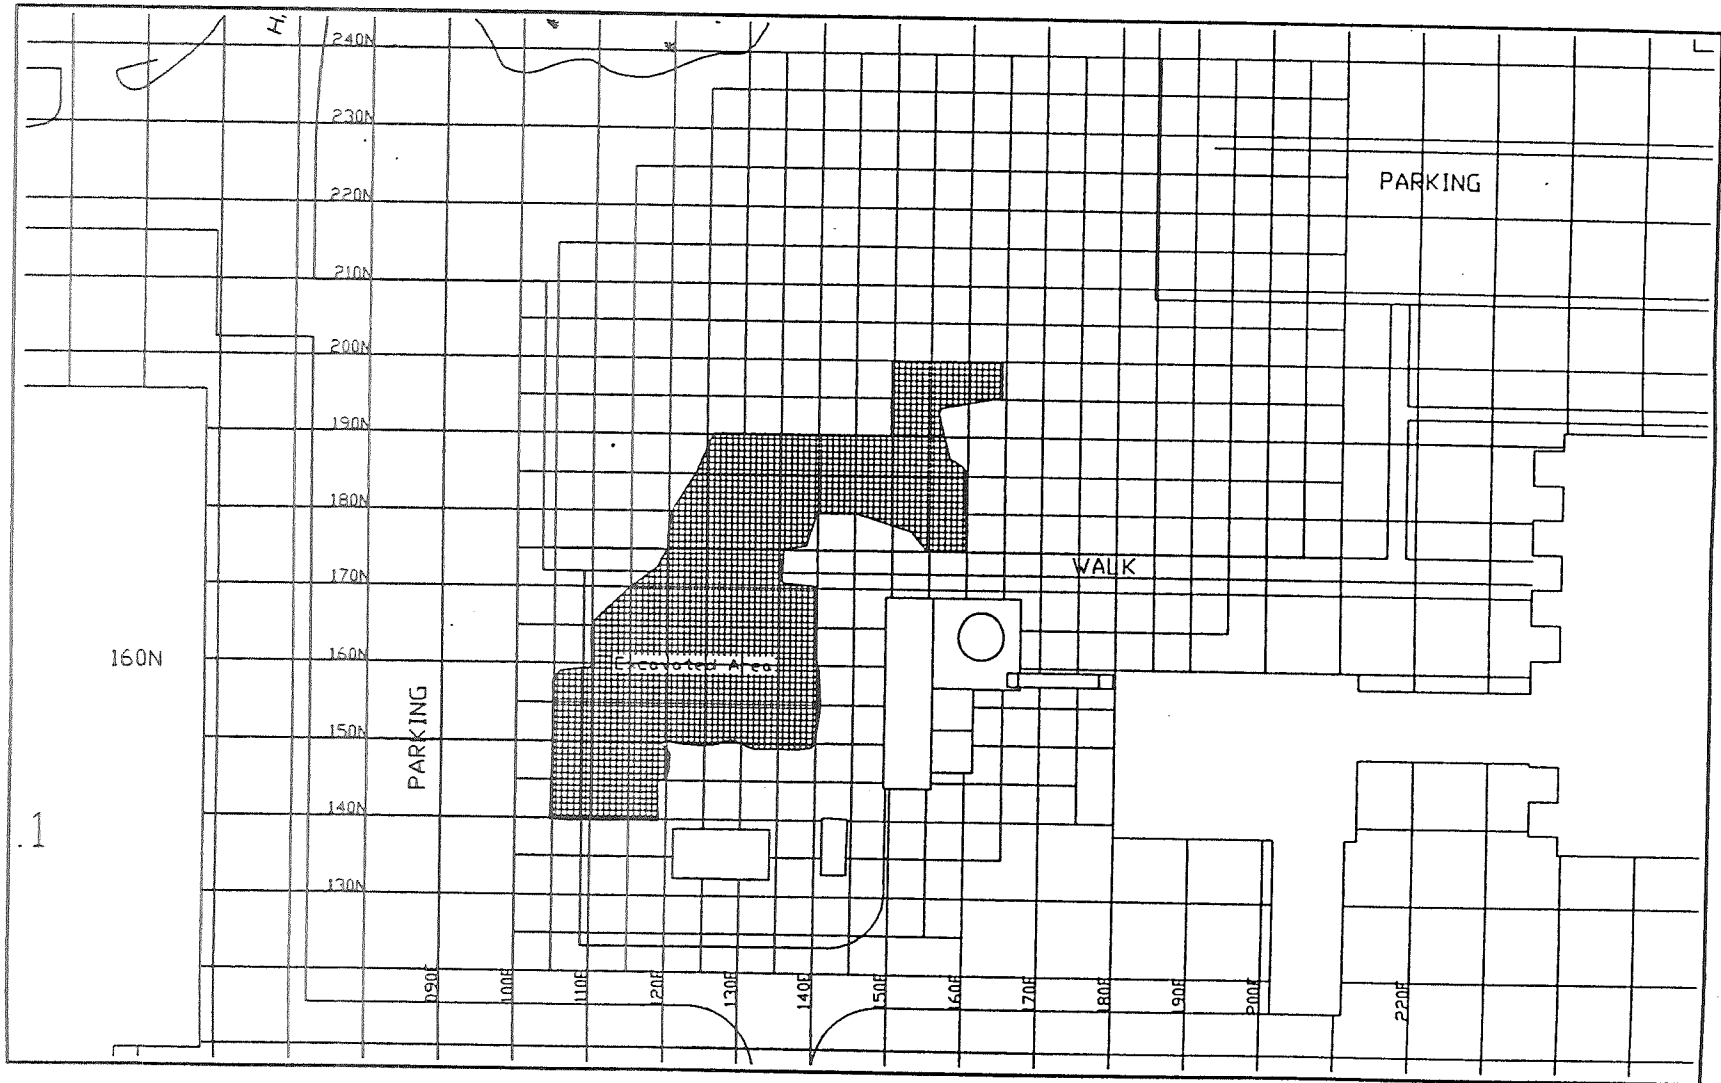 H,
240N
230N
PARKING
220N
210N
200N
190N
180N
WALK
170N
160N
160N
Excavated Area
PARKING
150N
140N
.1
130N
090E
100E
110E
120E
130E
140E
150E
160E
170E
180E
190E
200E
220E